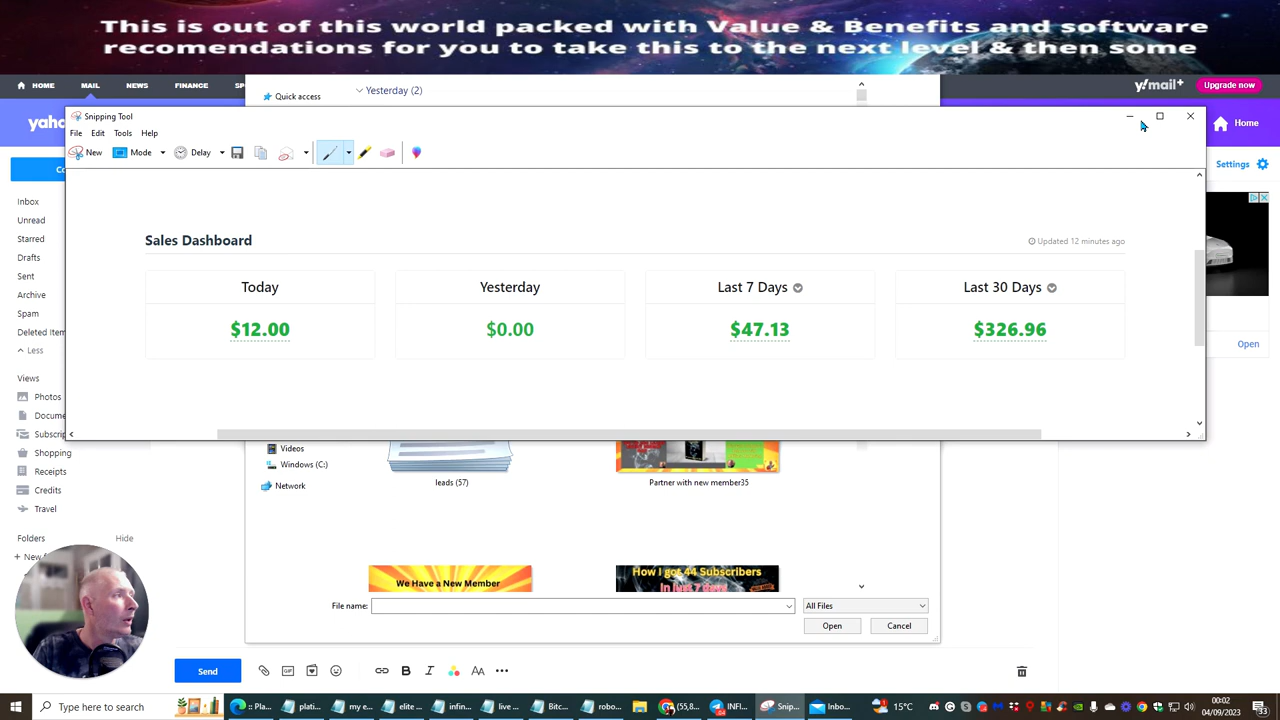 This is out of this world packed with Value & Benefits and software
recomendations for you to take this to the next level & then some
HOME
MAIL
NEWS
FINANCE
Quick access
Yesterday (2)
y!mail+
Upgrade now
Snipping Tool
File Edit Tools Help
New
Mode
Delay
Home
Settings
Inbox
Unread
Starred
Drafts
Sent
Archive
Spam
Less
Views
Photos
Shopping
Receipts
Credits
Travel
Folders
Hide
Sales Dashboard
Updated 12 minutes ago
Today
Yesterday
Last 7 Days
Last 30 Days
$12.00
$0.00
$47.13
$326.96
Open
Videos
Windows (C:)
Network
leads (57)
Partner with new member35
We Have a New Member
How I got 44 Subscribers
File name:
All Files
Open
Cancel
Send
Type here to search
15°C
00:02
04/09/2023